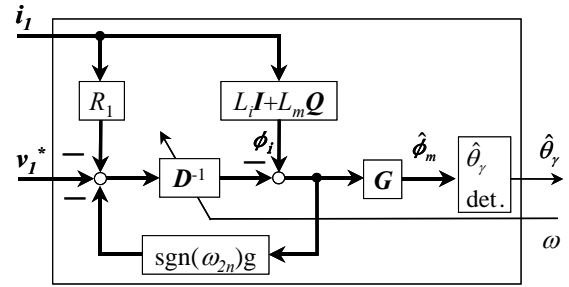 i₁
R₁
LᵢI+LₘQ
v₁*
ϕᵢ
−
−
−
D⁻¹
G
ϕ̂ₘ
θ̂ᵧ
det.
θ̂ᵧ
ω
sgn(ω₂ₙ)g